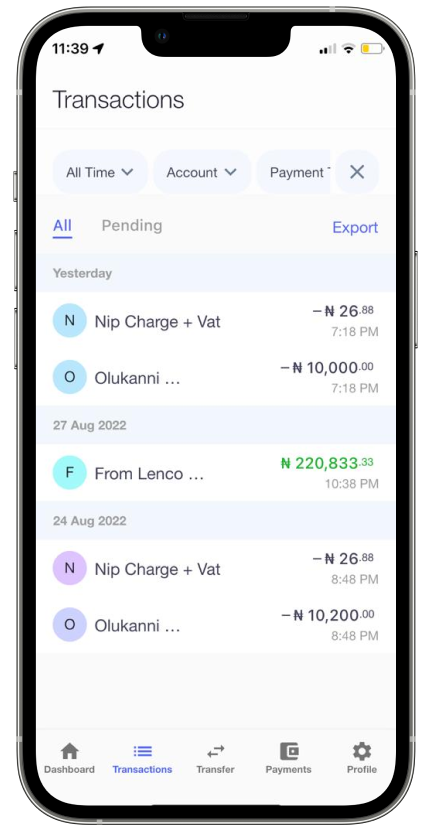 11:39
Transactions
All Time Account Payment
All Pending Export
Yesterday
N Nip Charge + Vat –₦ 26.88
7:18 PM
O Olukanni ... –₦ 10,000.00
7:18 PM
27 Aug 2022
F From Lenco ... ₦ 220,833.33
10:38 PM
24 Aug 2022
N Nip Charge + Vat –₦ 26.88
8:48 PM
O Olukanni ... –₦ 10,200.00
8:48 PM
Dashboard Transactions Transfer Payments Profile